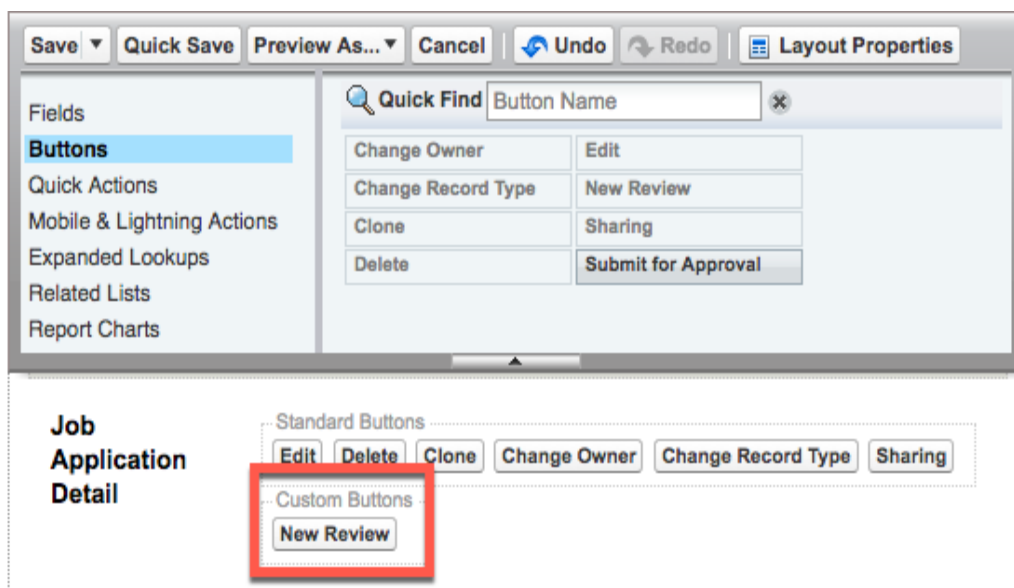 Save Quick Save Preview As... Cancel Undo Redo Layout Properties
Quick Find Button Name
Fields
Buttons
Quick Actions
Mobile & Lightning Actions
Expanded Lookups
Related Lists
Report Charts
Change Owner Edit
Change Record Type New Review
Clone Sharing
Delete Submit for Approval
Job
Application
Detail
Standard Buttons
Edit Delete Clone Change Owner Change Record Type Sharing
Custom Buttons
New Review